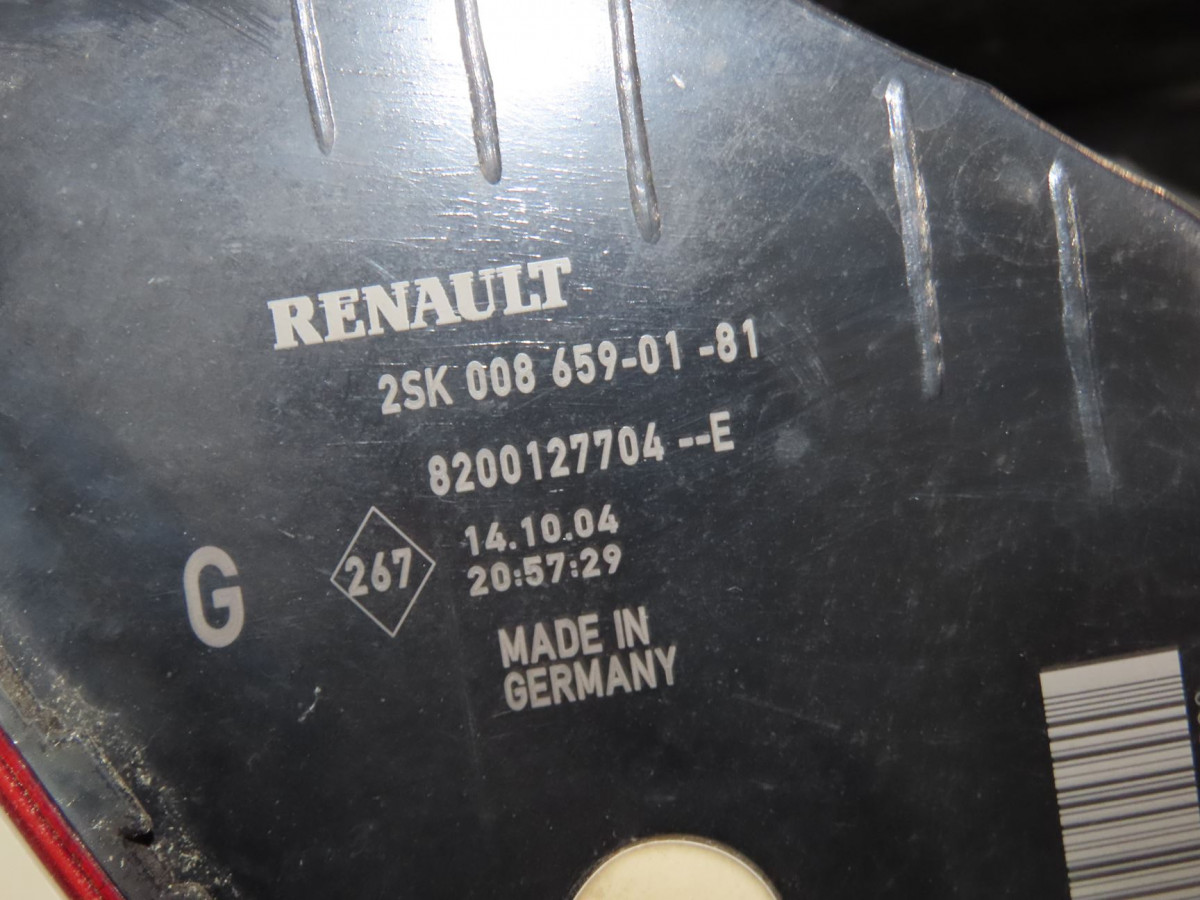 RENAULT
2SK 008 659-01 -81
8200127704 --E
14.10.04
20:57:29
G
267
MADE IN
GERMANY